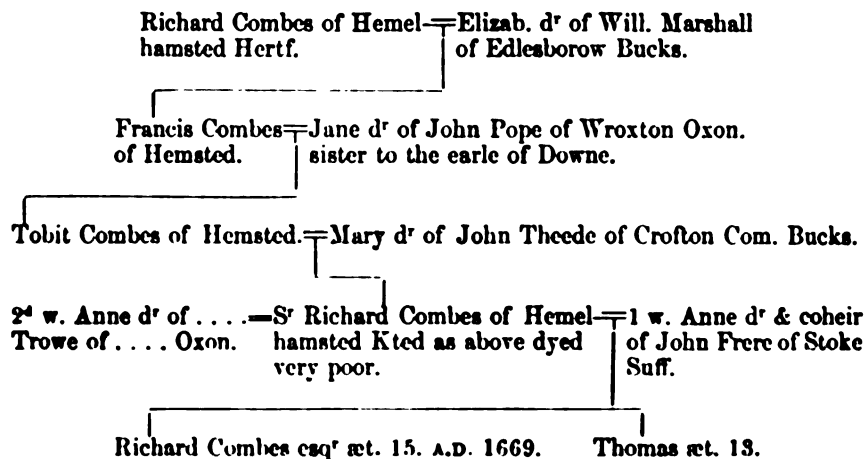 Richard Combes of Hemel═Elizab. dʳ of Will. Marshall
hamsted Hertf. of Edlesborow Bucks.
Francis Combes═Jane dʳ of John Pope of Wroxton Oxon.
of Hemsted. sister to the earle of Downe.
Tobit Combes of Hemsted.═Mary dʳ of John Theede of Crofton Com. Bucks.
2ᵈ w. Anne dʳ of . . . .═Sʳ Richard Combes of Hemel═1 w. Anne dʳ & coheir
Trowe of . . . . Oxon. hamsted Kted as above dyed of John Frere of Stoke
very poor. Suff.
Richard Combes esqʳ æt. 15. A.D. 1669. Thomas æt. 13.